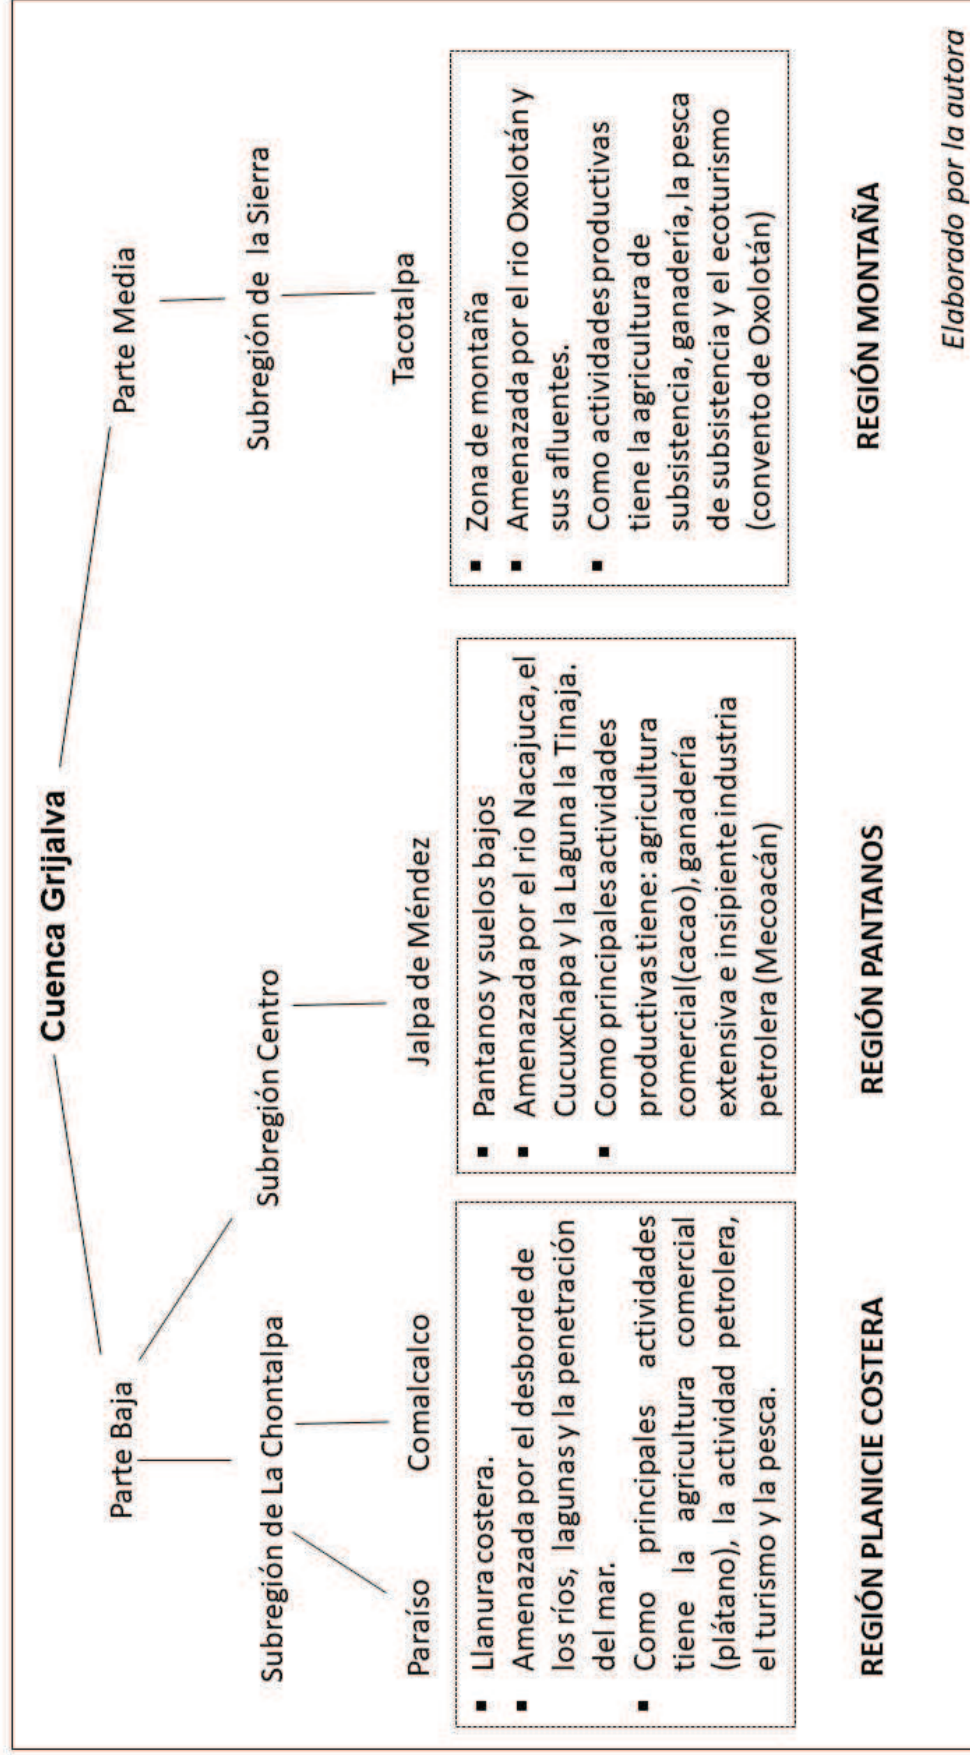 Cuenca Grijalva
Parte Baja
Parte Media
Subregión de La Chontalpa
Subregión Centro
Subregión de la Sierra
Paraíso
Comalcalco
Jalpa de Méndez
Tacotalpa
▪ Llanura costera.
▪ Amenazada por el desborde de
los ríos, lagunas y la penetración
del mar.
▪ Como principales actividades
tiene la agricultura comercial
(plátano), la actividad petrolera,
el turismo y la pesca.
▪ Pantanos y suelos bajos
▪ Amenazada por el rio Nacajuca, el
Cucuxchapa y la Laguna la Tinaja.
▪ Como principales actividades
productivas tiene: agricultura
comercial(cacao), ganadería
extensiva e insipiente industria
petrolera (Mecoacán)
▪ Zona de montaña
▪ Amenazada por el rio Oxolotán y
sus afluentes.
▪ Como actividades productivas
tiene la agricultura de
subsistencia, ganadería, la pesca
de subsistencia y el ecoturismo
(convento de Oxolotán)
REGIÓN PLANICIE COSTERA
REGIÓN PANTANOS
REGIÓN MONTAÑA
Elaborado por la autora